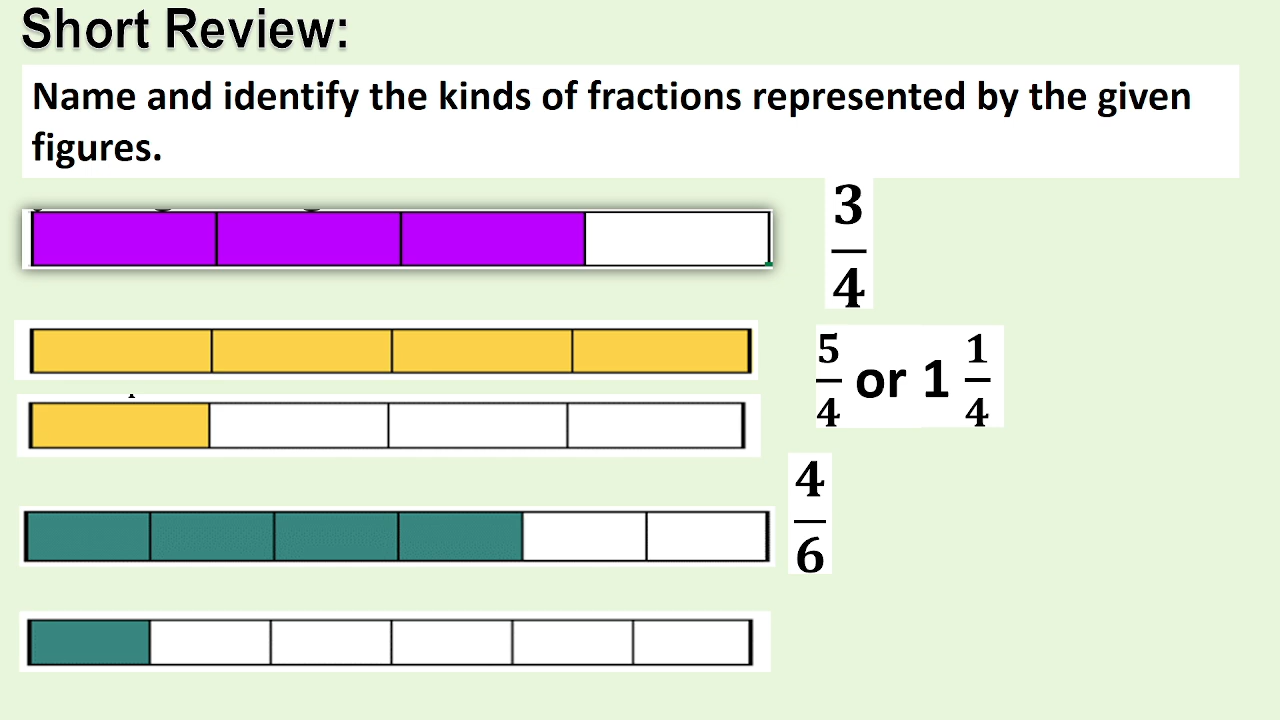 Short Review:
Name and identify the kinds of fractions represented by the given
figures.
3/4
5/4 or 1 1/4
4/6